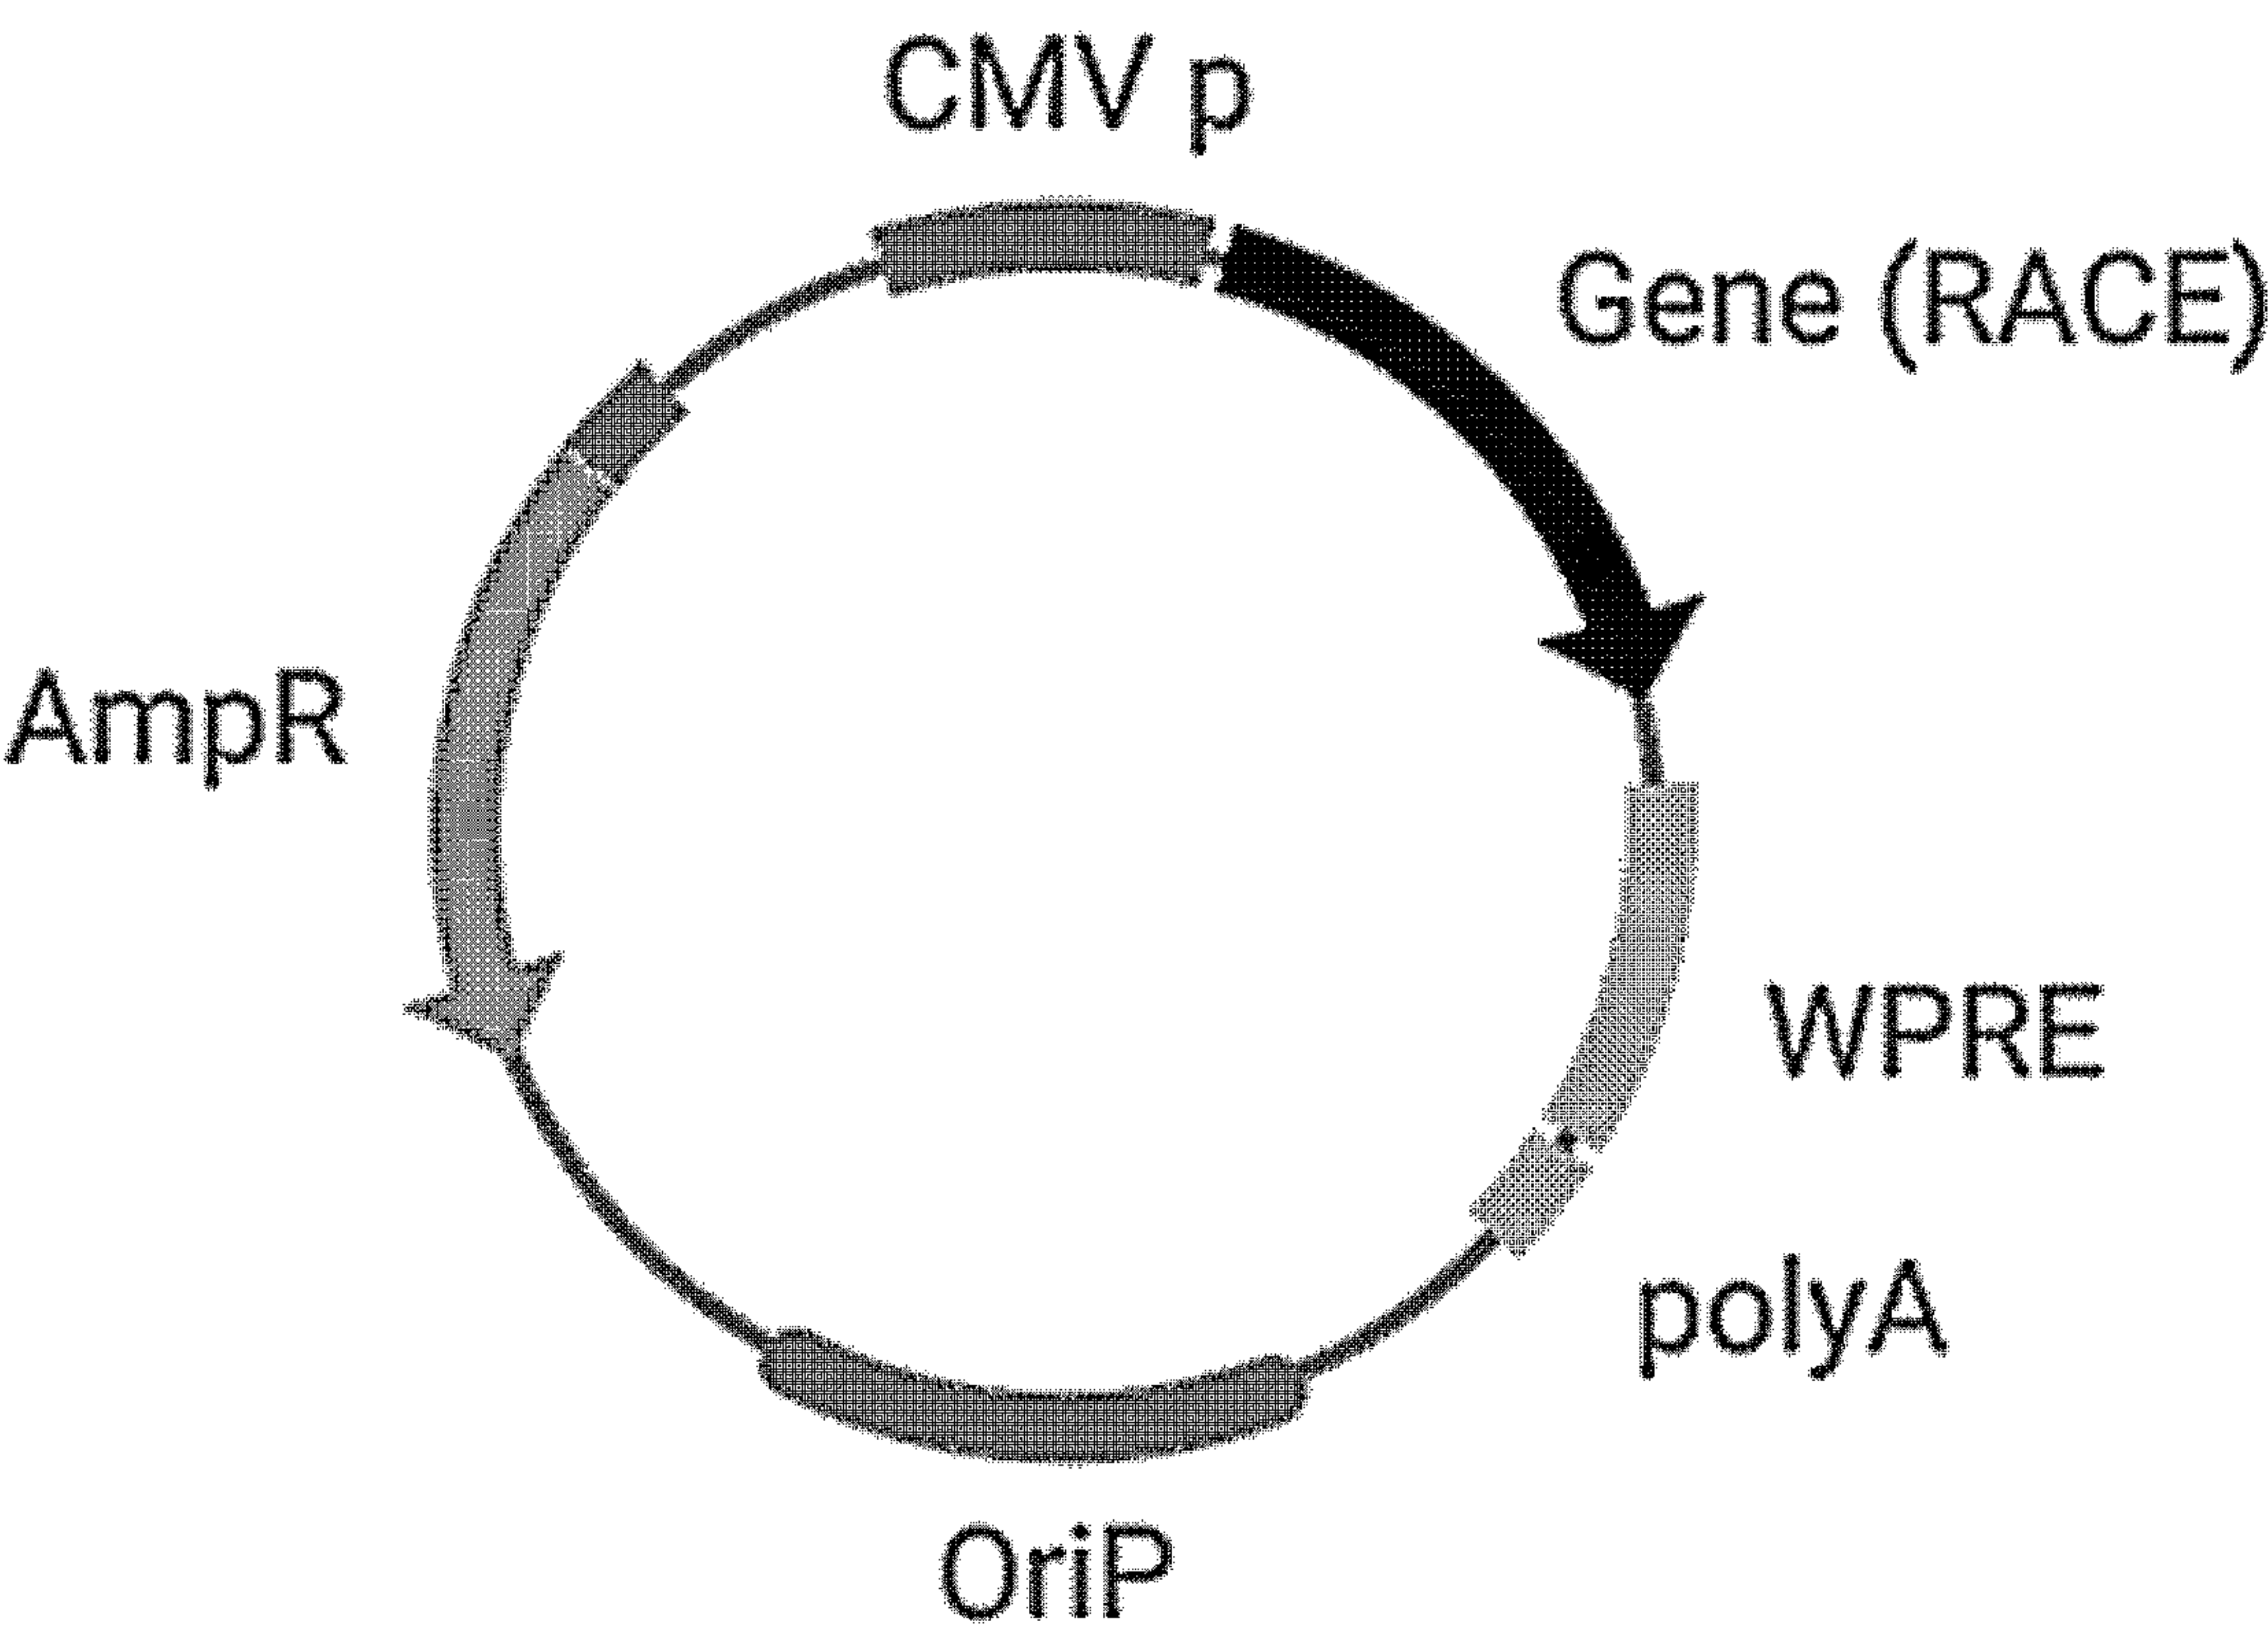 CMV p
Gene (RACE)
AmpR
WPRE
polyA
OriP